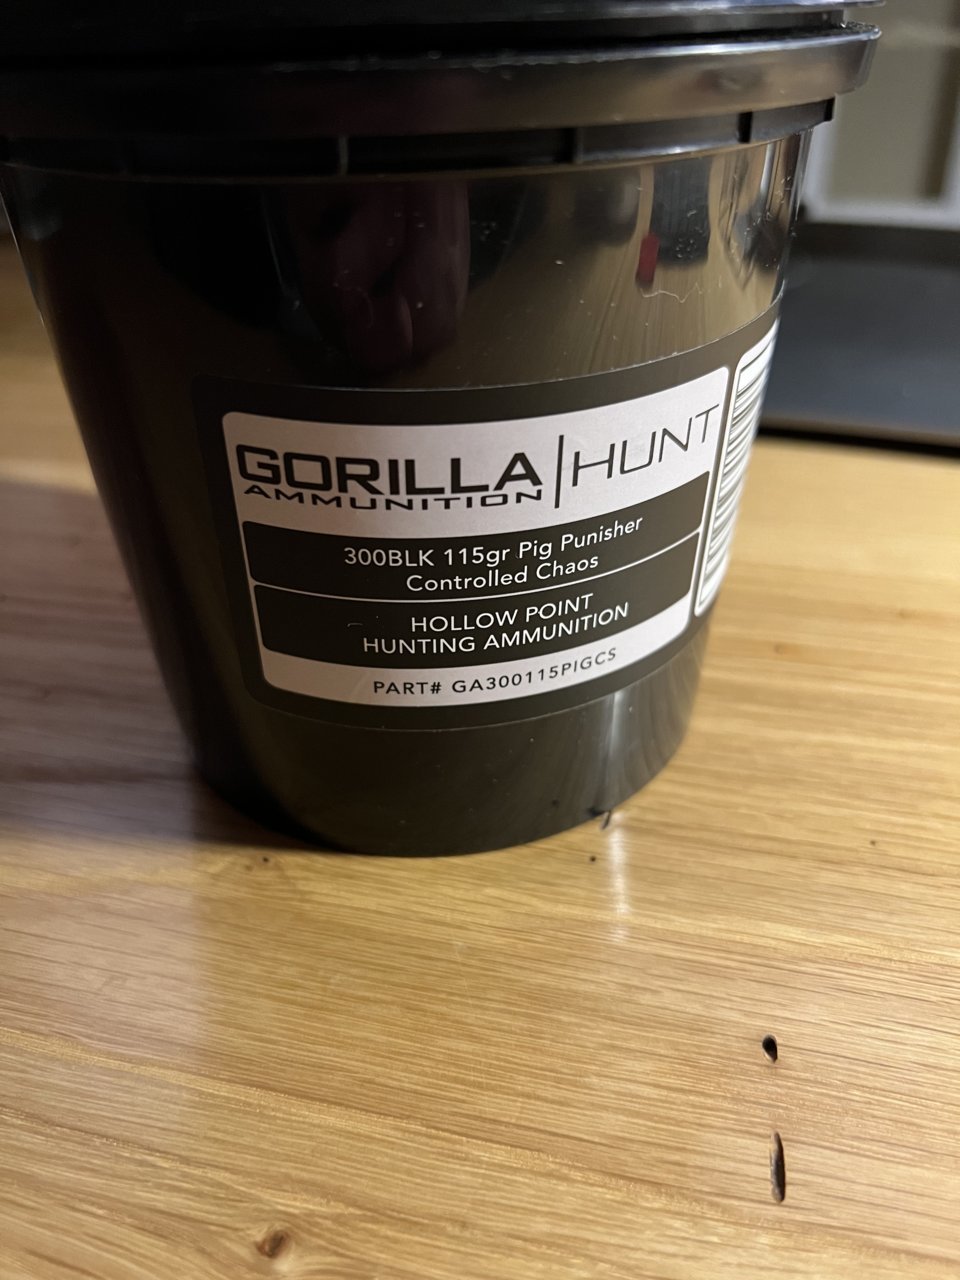 GORILLA | HUNT
AMMUNITION
300BLK 115gr Pig Punisher
Controlled Chaos
HOLLOW POINT
HUNTING AMMUNITION
PART# GA300115PIGCS